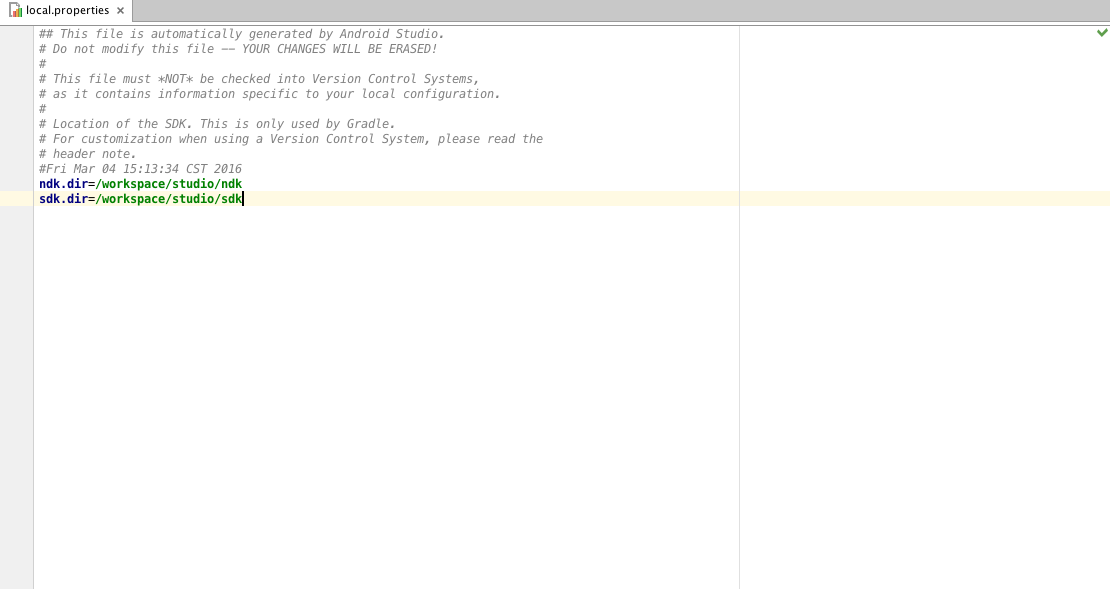 local.properties
## This file is automatically generated by Android Studio.
# Do not modify this file -- YOUR CHANGES WILL BE ERASED!
#
# This file must *NOT* be checked into Version Control Systems,
# as it contains information specific to your local configuration.
#
# Location of the SDK. This is only used by Gradle.
# For customization when using a Version Control System, please read the
# header note.
#Fri Mar 04 15:13:34 CST 2016
ndk.dir=/workspace/studio/ndk
sdk.dir=/workspace/studio/sdk